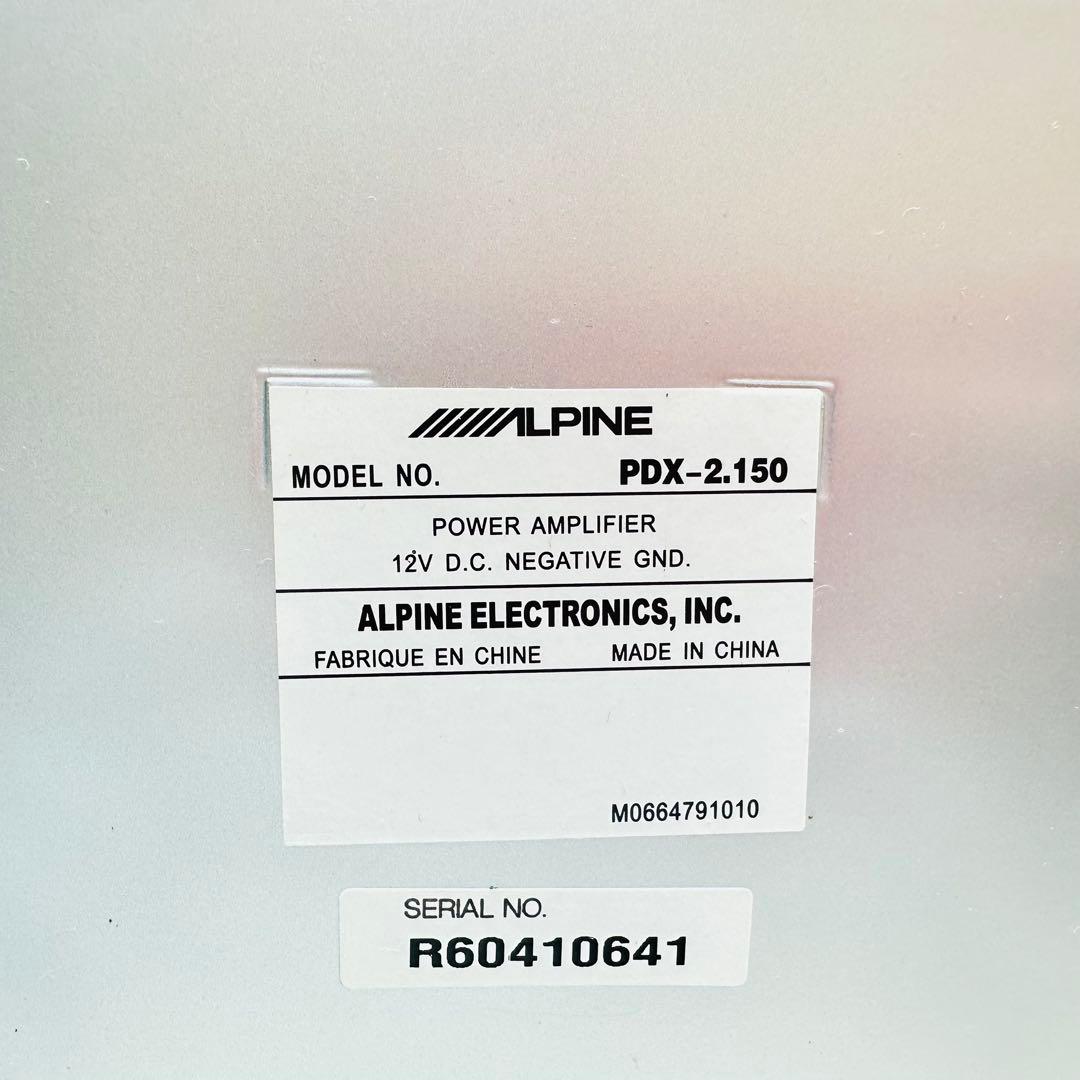 ALPINE
MODEL NO. PDX-2.150
POWER AMPLIFIER
12V D.C. NEGATIVE GND.
ALPINE ELECTRONICS, INC.
FABRIQUE EN CHINE MADE IN CHINA
M0664791010
SERIAL NO.
R60410641